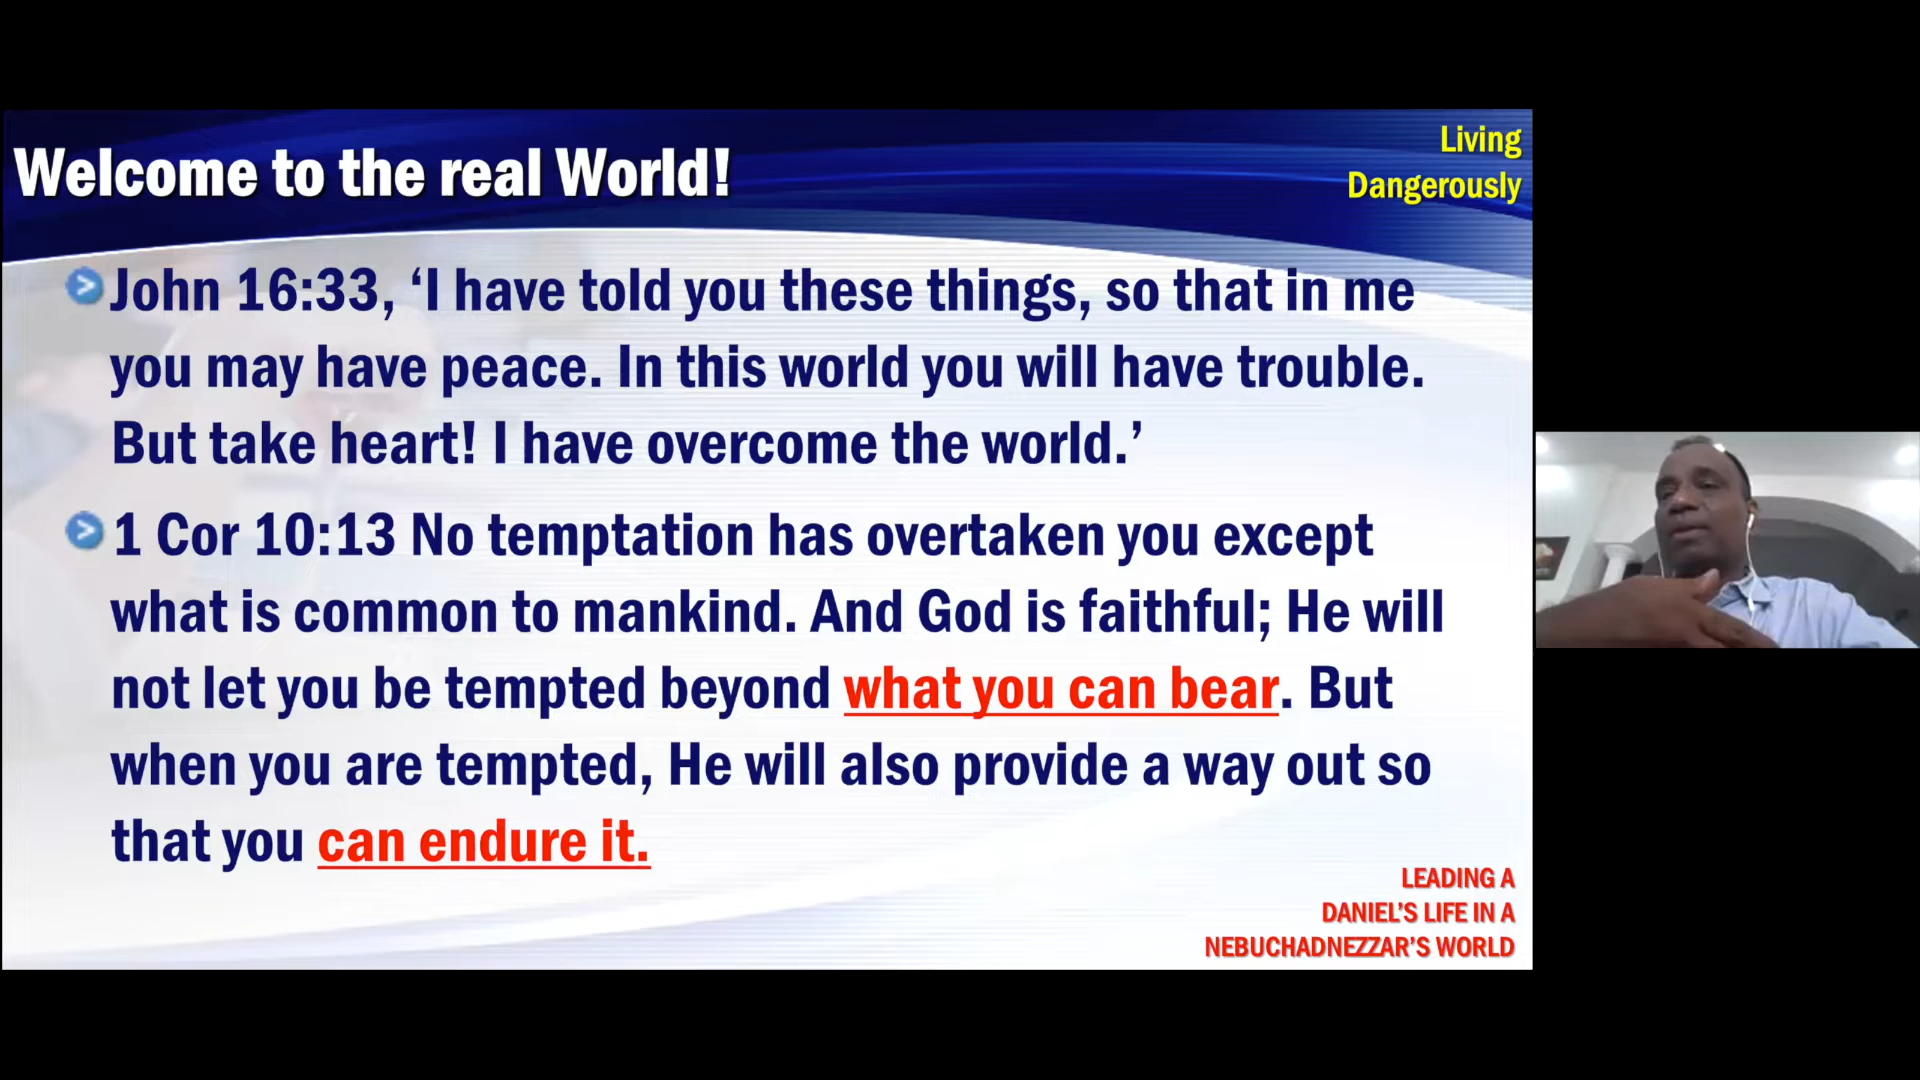 Welcome to the real World!
Living
Dangerously
John 16:33, ‘I have told you these things, so that in me
you may have peace. In this world you will have trouble.
But take heart! I have overcome the world.’
1 Cor 10:13 No temptation has overtaken you except
what is common to mankind. And God is faithful; He will
not let you be tempted beyond what you can bear. But
when you are tempted, He will also provide a way out so
that you can endure it.
LEADING A
DANIEL’S LIFE IN A
NEBUCHADNEZZAR’S WORLD